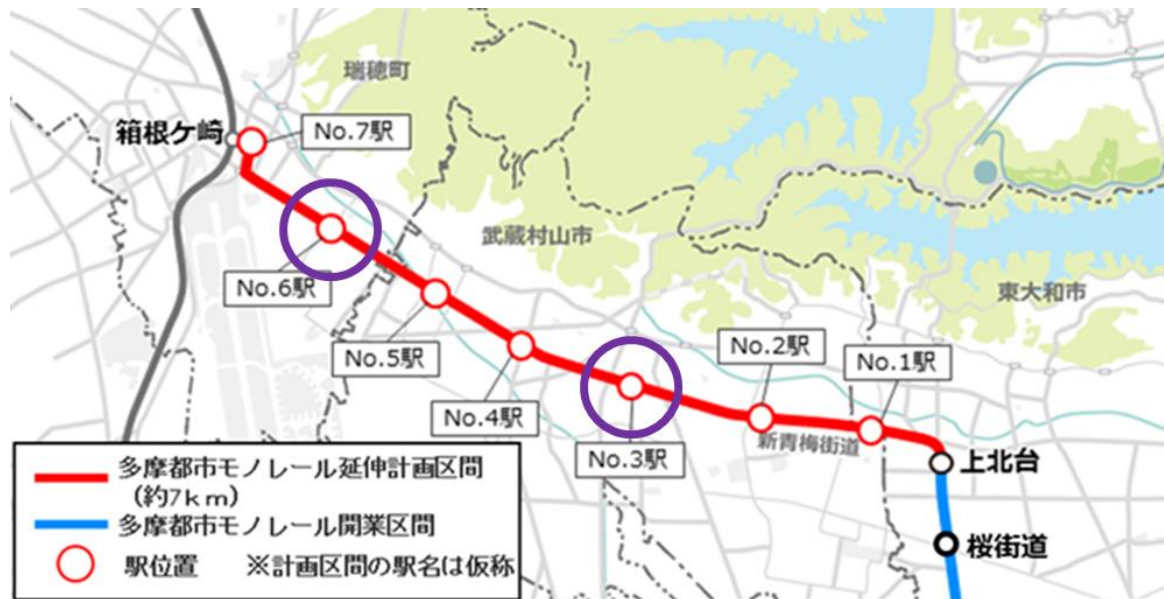 瑞穂町
箱根ケ崎
No.7駅
武蔵村山市
No.6駅
東大和市
No.5駅
No.2駅
No.1駅
No.4駅
新青梅街道
No.3駅
上北台
桜街道
多摩都市モノレール延伸計画区間
(約7km)
多摩都市モノレール開業区間
駅位置 ※計画区間の駅名は仮称